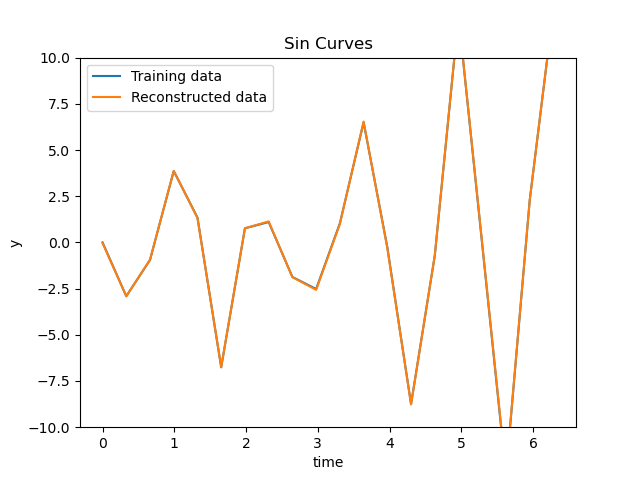 Sin Curves
Training data
Reconstructed data
10.0
7.5
5.0
2.5
0.0
−2.5
−5.0
−7.5
−10.0
y
0 1 2 3 4 5 6
time